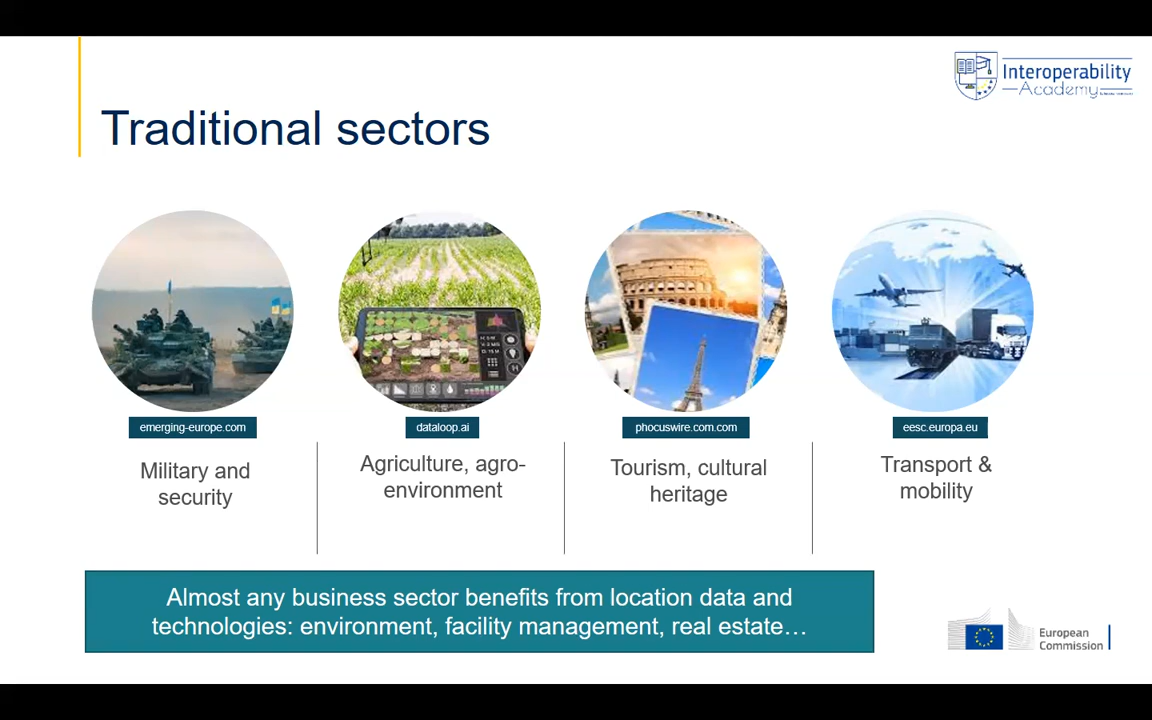 Interoperability
Academy
Traditional sectors
emerging-europe.com
dataloop.ai
phocuswire.com.com
eesc.europa.eu
Military and
security
Agriculture, agro-
environment
Tourism, cultural
heritage
Transport &
mobility
Almost any business sector benefits from location data and
technologies: environment, facility management, real estate…
European
Commission